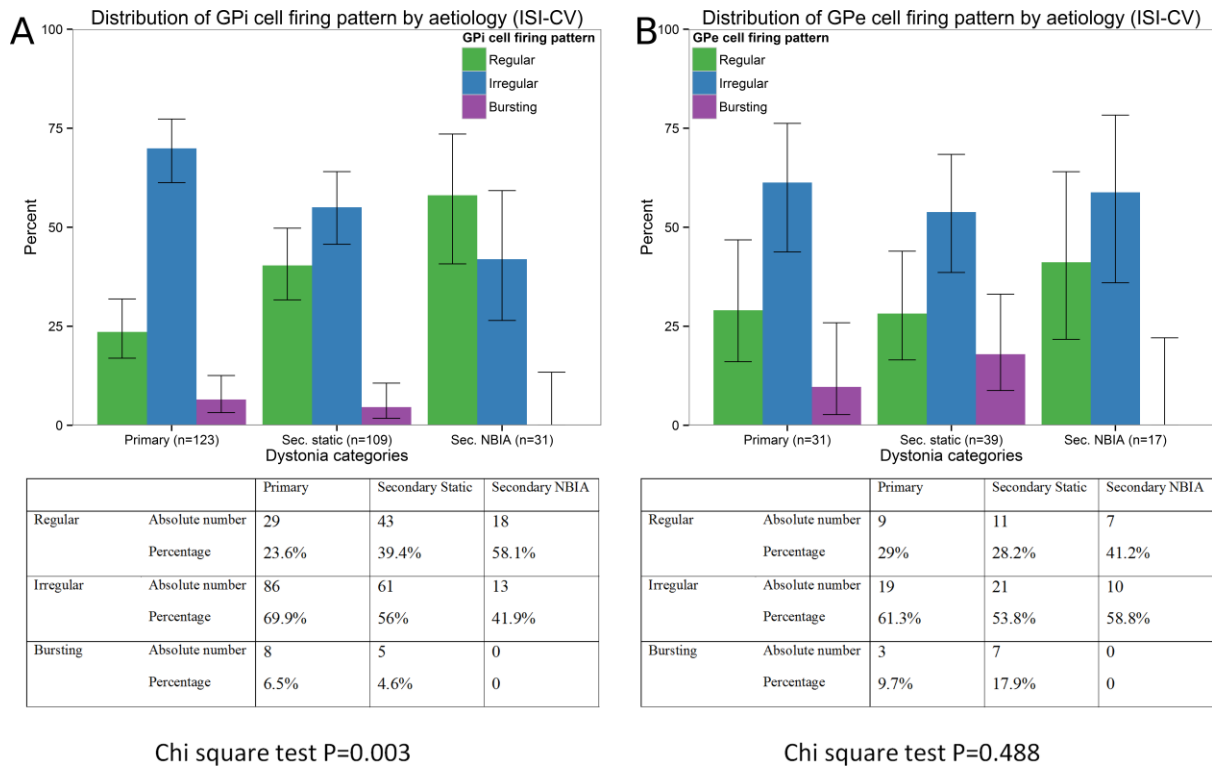 A
Distribution of GPi cell firing pattern by aetiology (ISI-CV)
GPi cell firing pattern
Regular
Irregular
Bursting
100
75
50
25
0
Percent
Primary (n=123) Sec. static (n=109) Sec. NBIA (n=31)
Dystonia categories
Primary Secondary Static Secondary NBIA
Regular Absolute number 29 43 18
Percentage 23.6% 39.4% 58.1%
Irregular Absolute number 86 61 13
Percentage 69.9% 56% 41.9%
Bursting Absolute number 8 5 0
Percentage 6.5% 4.6% 0
Chi square test P=0.003
B
Distribution of GPe cell firing pattern by aetiology (ISI-CV)
GPe cell firing pattern
Regular
Irregular
Bursting
100
75
50
25
0
Percent
Primary (n=31) Sec. static (n=39) Sec. NBIA (n=17)
Dystonia categories
Primary Secondary Static Secondary NBIA
Regular Absolute number 9 11 7
Percentage 29% 28.2% 41.2%
Irregular Absolute number 19 21 10
Percentage 61.3% 53.8% 58.8%
Bursting Absolute number 3 7 0
Percentage 9.7% 17.9% 0
Chi square test P=0.488